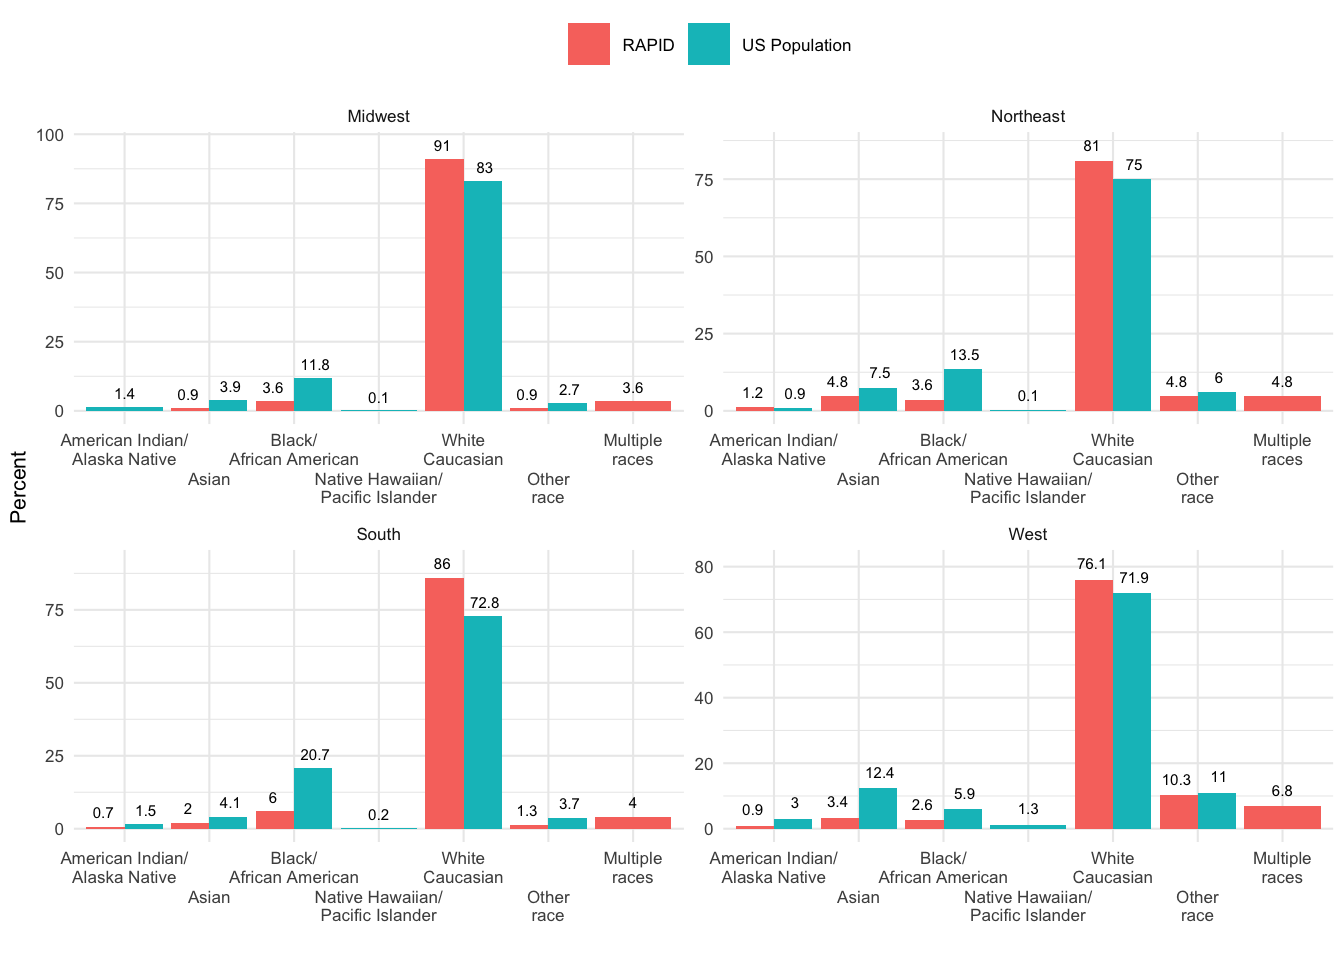 RAPID US Population
Midwest
100
75
50
25
0
1.4 0.9 3.9 3.6 11.8 0.1 91 83 0.9 2.7 3.6
American Indian/ Black/ White Multiple
Alaska Native African American Caucasian races
Asian Native Hawaiian/ Other
Pacific Islander race
Northeast
75
50
25
0
1.2 0.9 4.8 7.5 3.6 13.5 0.1 81 75 4.8 6 4.8
American Indian/ Black/ White Multiple
Alaska Native African American Caucasian races
Asian Native Hawaiian/ Other
Pacific Islander race
Percent
South
75
50
25
0
0.7 1.5 2 4.1 6 20.7 0.2 86 72.8 1.3 3.7 4
American Indian/ Black/ White Multiple
Alaska Native African American Caucasian races
Asian Native Hawaiian/ Other
Pacific Islander race
West
80
60
40
20
0
0.9 3 3.4 12.4 2.6 5.9 1.3 76.1 71.9 10.3 11 6.8
American Indian/ Black/ White Multiple
Alaska Native African American Caucasian races
Asian Native Hawaiian/ Other
Pacific Islander race